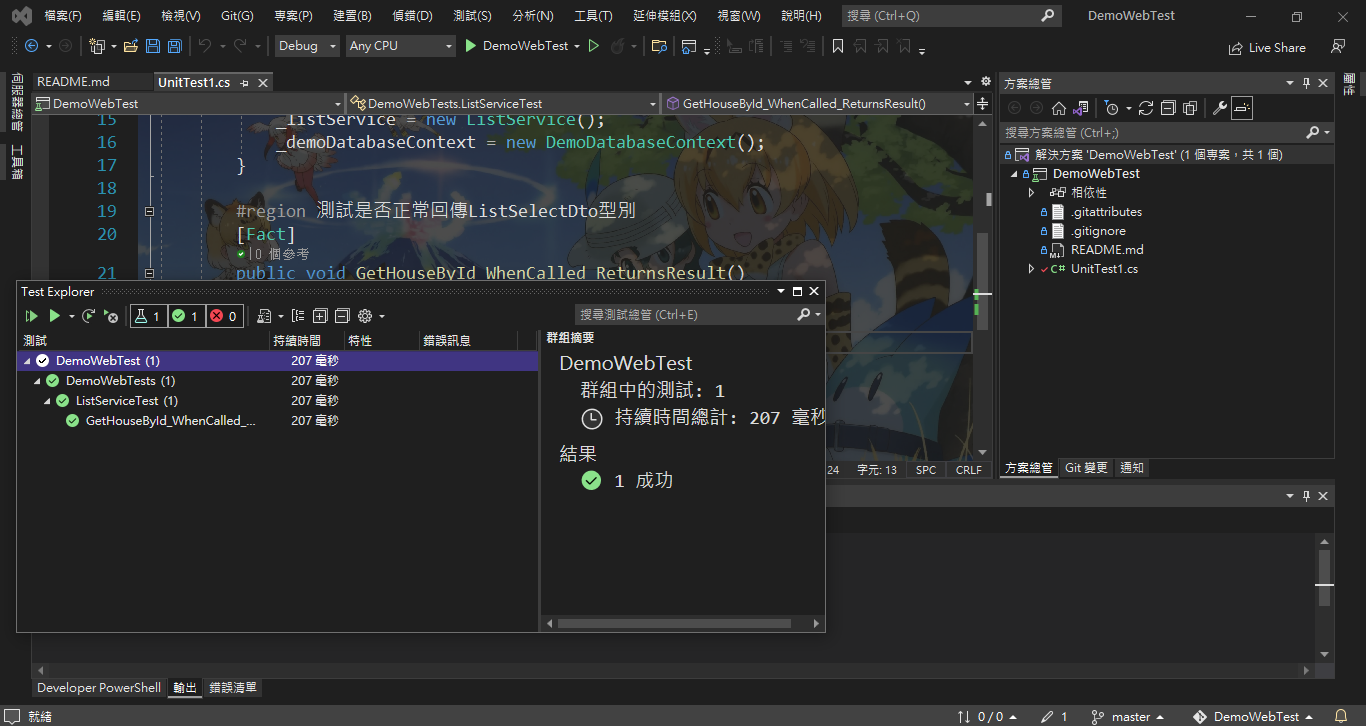 檔案(F) 編輯(E) 檢視(V) Git(G) 專案(P) 建置(B) 偵錯(D) 測試(S) 分析(N) 工具(T) 延伸模組(X) 視窗(W) 說明(H) 搜尋 (Ctrl+Q) DemoWebTest
Debug Any CPU DemoWebTest Live Share
伺服器總管
工具箱
README.md UnitTest1.cs
DemoWebTest DemoWebTests.ListServiceTest GetHouseById_WhenCalled_ReturnsResult()
15 _listService = new ListService();
16 _demoDatabaseContext = new DemoDatabaseContext();
17 }
18
19 #region 測試是否正常回傳ListSelectDto型別
20 [Fact]
0 個參考
21 public void GetHouseById_WhenCalled_ReturnsResult()
24 字元: 13 SPC CRLF
Test Explorer
1 1 0 搜尋測試總管 (Ctrl+E)
測試 持續時間 特性 錯誤訊息
DemoWebTest (1) 207 毫秒
DemoWebTests (1) 207 毫秒
ListServiceTest (1) 207 毫秒
GetHouseById_WhenCalled_... 207 毫秒
群組摘要
DemoWebTest
群組中的測試: 1
持續時間總計: 207 毫秒
結果
1 成功
方案總管
搜尋方案總管 (Ctrl+;)
解決方案 'DemoWebTest' (1 個專案，共 1 個)
DemoWebTest
相依性
.gitattributes
.gitignore
README.md
C# UnitTest1.cs
方案總管 Git 變更 通知
屬性
Developer PowerShell 輸出 錯誤清單
就緒 0 / 0 1 master DemoWebTest